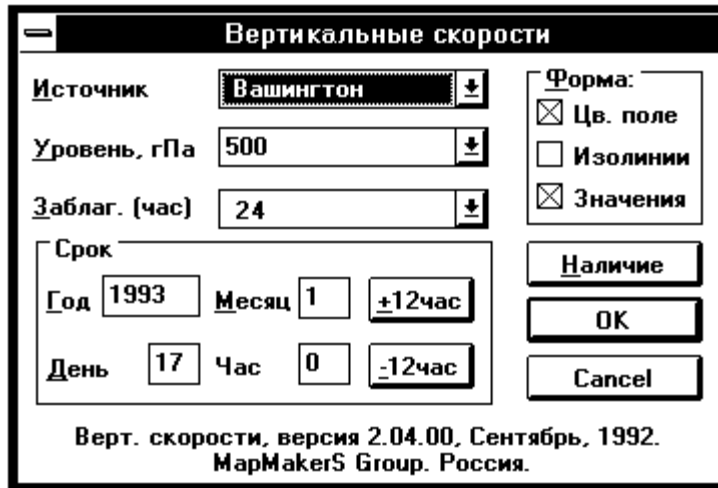 Вертикальные скорости
Источник Вашингтон
Уровень, гПа 500
Заблаг. (час) 24
Форма:
Цв. поле
Изолинии
Значения
Срок
Год 1993 Месяц 1 +12час
День 17 Час 0 -12час
Наличие
OK
Cancel
Верт. скорости, версия 2.04.00, Сентябрь, 1992.
MapMakerS Group. Россия.